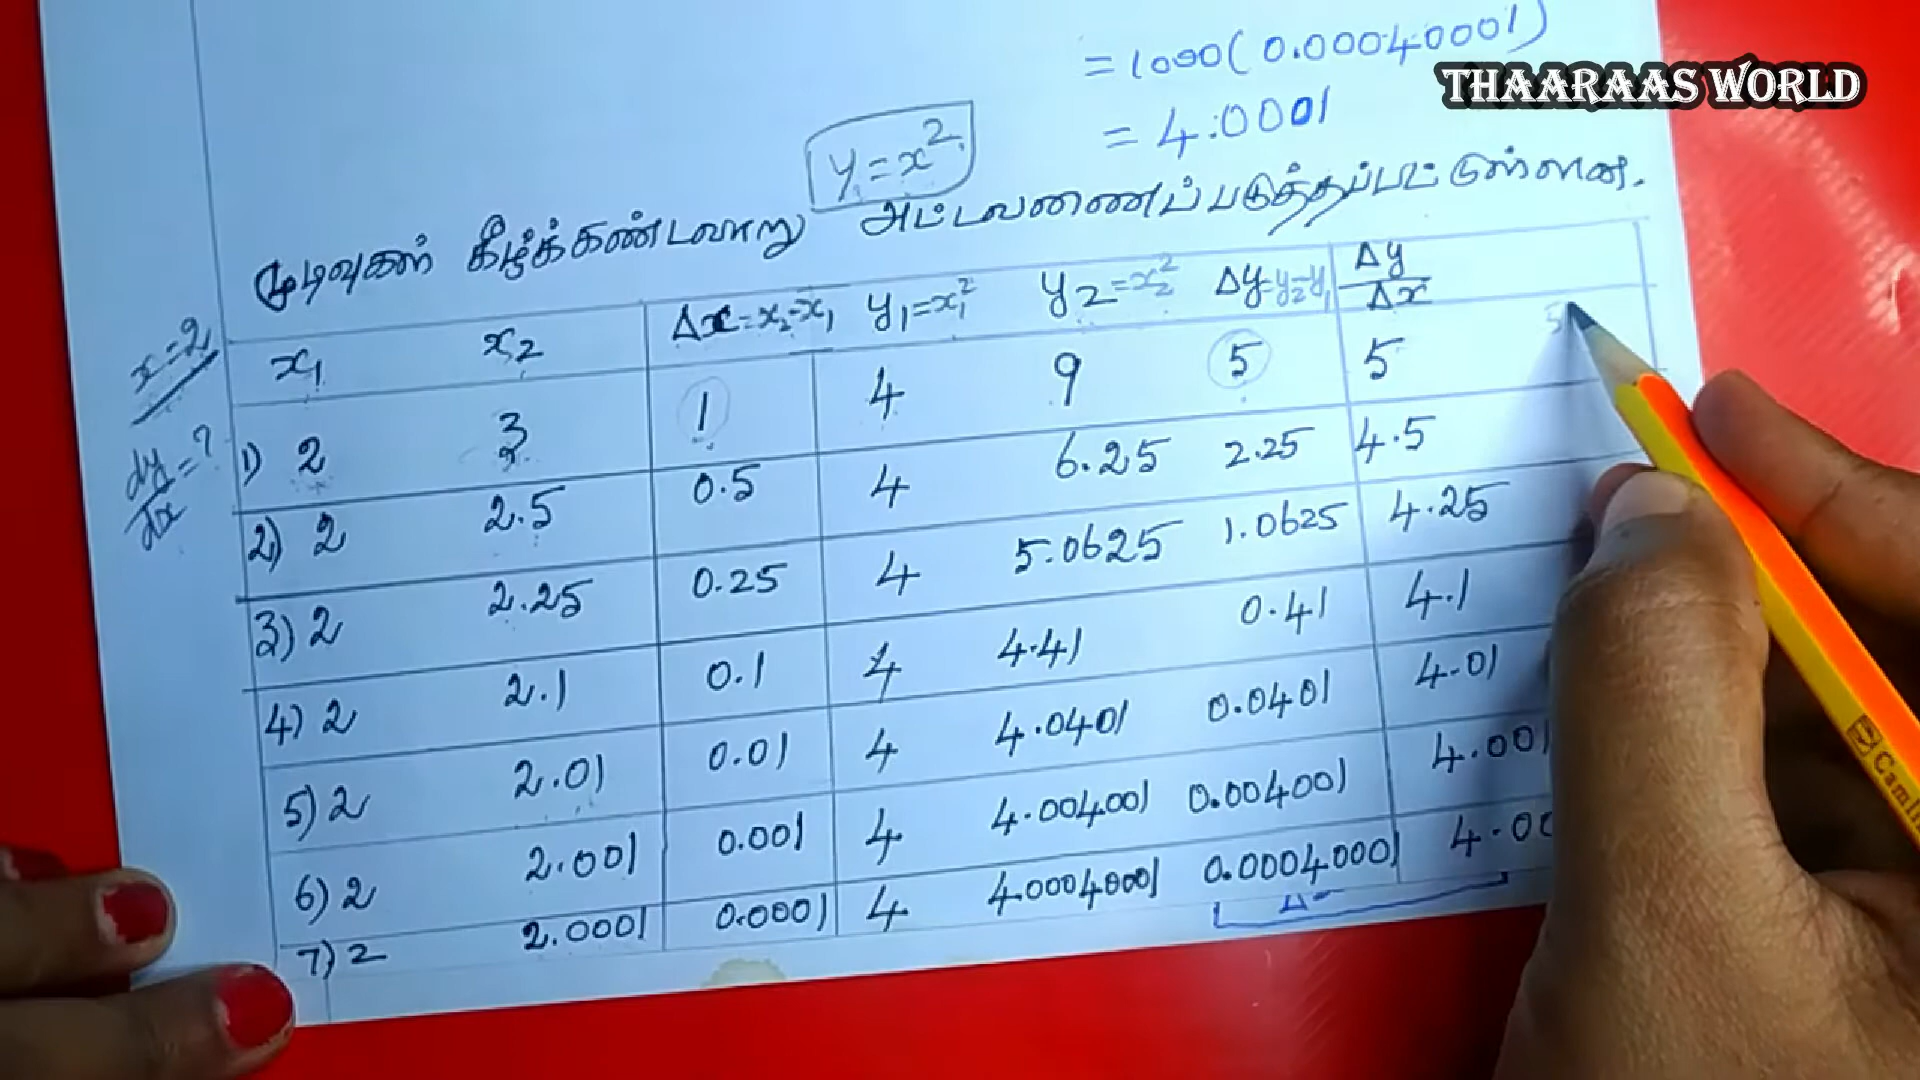 = 1000(0.00040001)
THAARAAS WORLD
= 4.0001
y = x²
முடிவுகள் கீழ்க்கண்டவாறு அட்டவணைப்படுத்தப்பட்டுள்ளன.
x=2
dy/dx = ?
x₁ x₂ Δx=x₂-x₁ y₁=x₁² y₂=x₂² Δy=y₂-y₁ Δy/Δx
1) 2 3 1 4 9 5 5
2) 2 2.5 0.5 4 6.25 2.25 4.5
3) 2 2.25 0.25 4 5.0625 1.0625 4.25
4) 2 2.1 0.1 4 4.41 0.41 4.1
5) 2 2.01 0.01 4 4.0401 0.0401 4.01
6) 2 2.001 0.001 4 4.004001 0.004001 4.001
7) 2 2.0001 0.0001 4 4.00040001 0.00040001 4.00